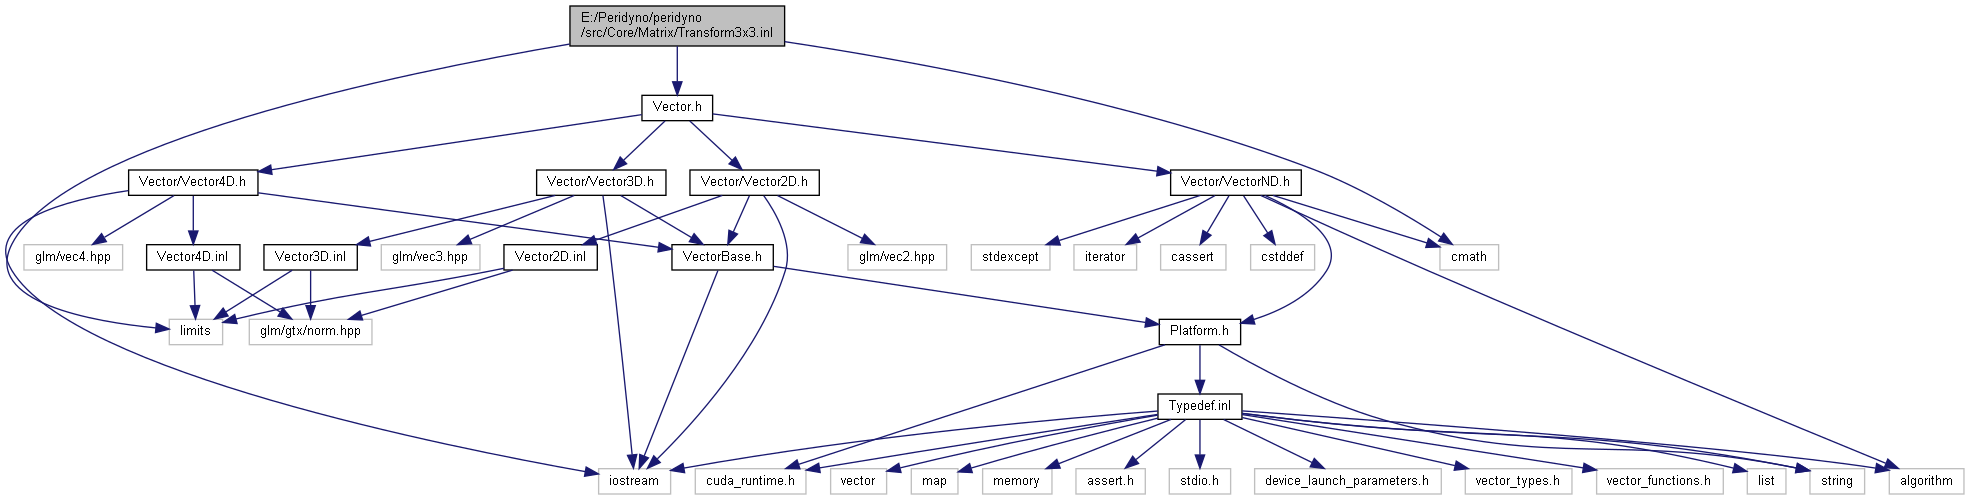 E:/Peridyno/peridyno
/src/Core/Matrix/Transform3x3.inl
Vector.h
Vector/Vector4D.h
Vector/Vector3D.h
Vector/Vector2D.h
Vector/VectorND.h
glm/vec4.hpp
Vector4D.inl
Vector3D.inl
glm/vec3.hpp
Vector2D.inl
VectorBase.h
glm/vec2.hpp
stdexcept
iterator
cassert
cstddef
cmath
limits
glm/gtx/norm.hpp
Platform.h
Typedef.inl
iostream
cuda_runtime.h
vector
map
memory
assert.h
stdio.h
device_launch_parameters.h
vector_types.h
vector_functions.h
list
string
algorithm